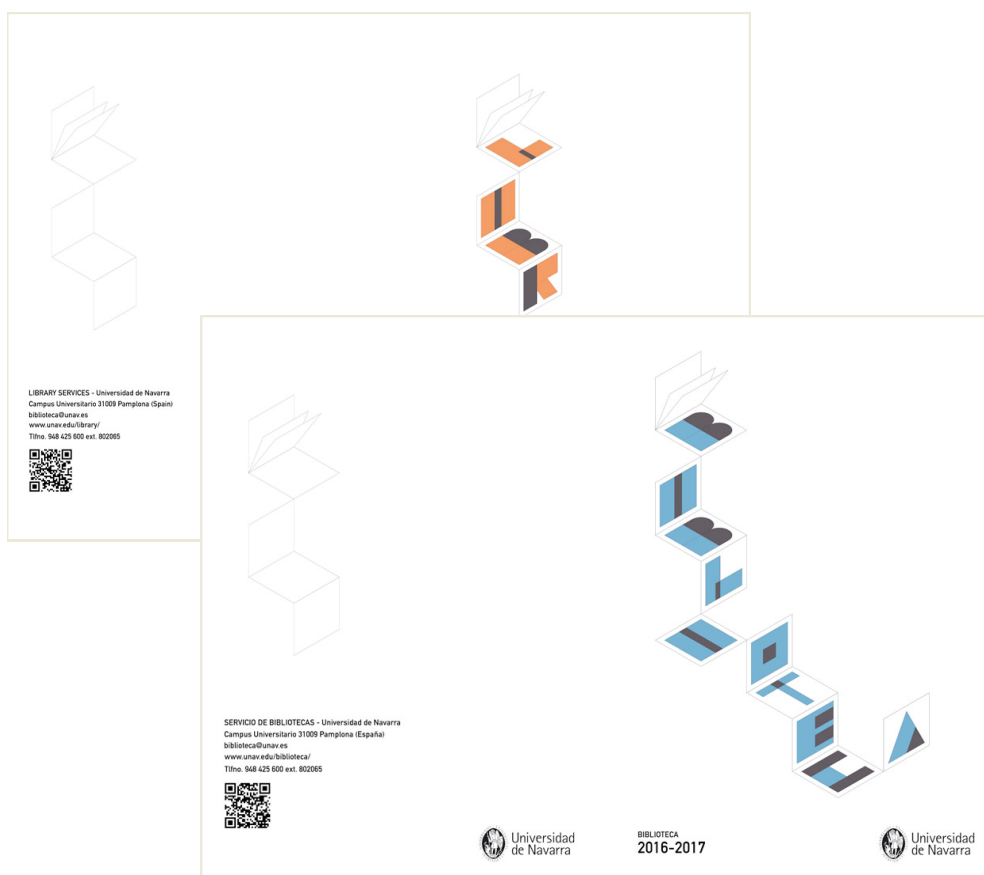 LIBR
LIBRARY SERVICES - Universidad de Navarra
Campus Universitario 31009 Pamplona (Spain)
biblioteca@unav.es
www.unav.edu/library/
Tlfno. 948 425 600 ext. 802065
BIBLIOTECA
SERVICIO DE BIBLIOTECAS - Universidad de Navarra
Campus Universitario 31009 Pamplona (España)
biblioteca@unav.es
www.unav.edu/biblioteca/
Tlfno. 948 425 600 ext. 802065
Universidad
de Navarra
BIBLIOTECA
2016-2017
Universidad
de Navarra